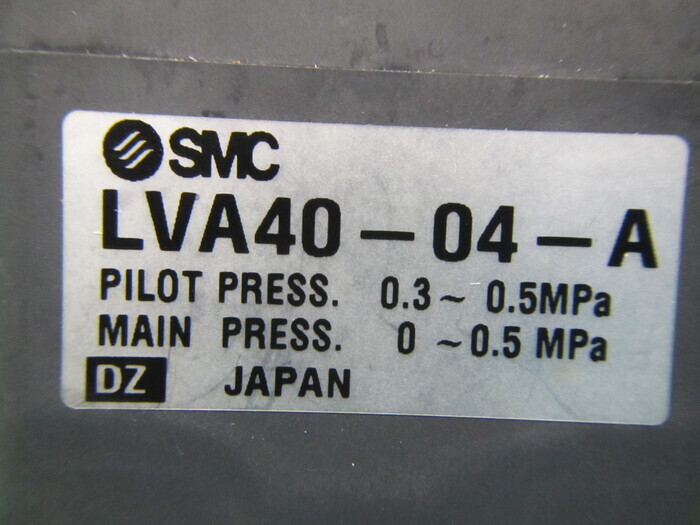 SMC
LVA40-04-A
PILOT PRESS. 0.3~ 0.5MPa
MAIN PRESS. 0 ~0.5 MPa
DZ JAPAN